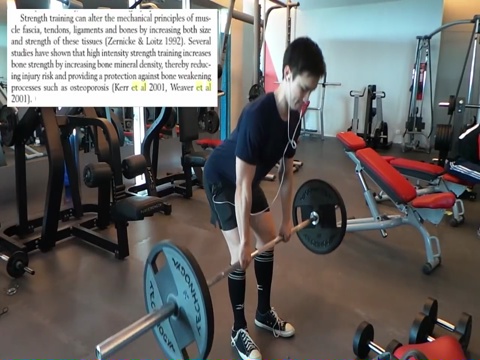 Strength training can alter the mechanical principles of mus-
cle fascia, tendons, ligaments and bones by increasing both size
and strength of these tissues [Zernicke & Loitz 1992]. Several
studies have shown that high intensity strength training increases
bone strength by increasing bone mineral density, thereby reduc-
ing injury risk and providing a protection against bone weakening
processes such as osteoporosis (Kerr et al 2001, Weaver et al
2001].
TECHNOGYM